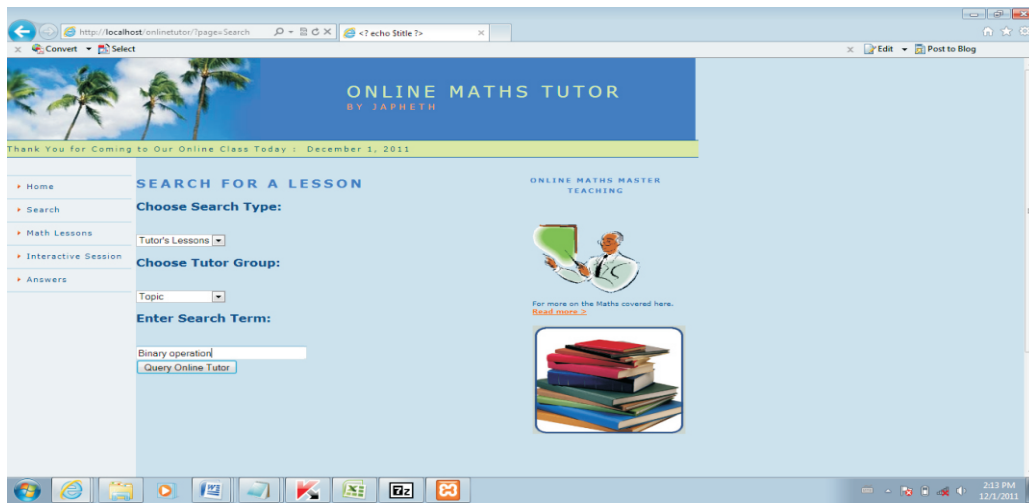 http://localhost/onlinetutor/?page=Search
<? echo $title ?>
Convert
Select
Edit
Post to Blog
ONLINE MATHS TUTOR
BY JAPHETH
Thank You for Coming to Our Online Class Today : December 1, 2011
Home
Search
Math Lessons
Interactive Session
Answers
SEARCH FOR A LESSON
Choose Search Type:
Tutor's Lessons
Choose Tutor Group:
Topic
Enter Search Term:
Binary operation
Query Online Tutor
ONLINE MATHS MASTER
TEACHING
For more on the Maths covered here.
Read more >
7z
2:13 PM
12/1/2011